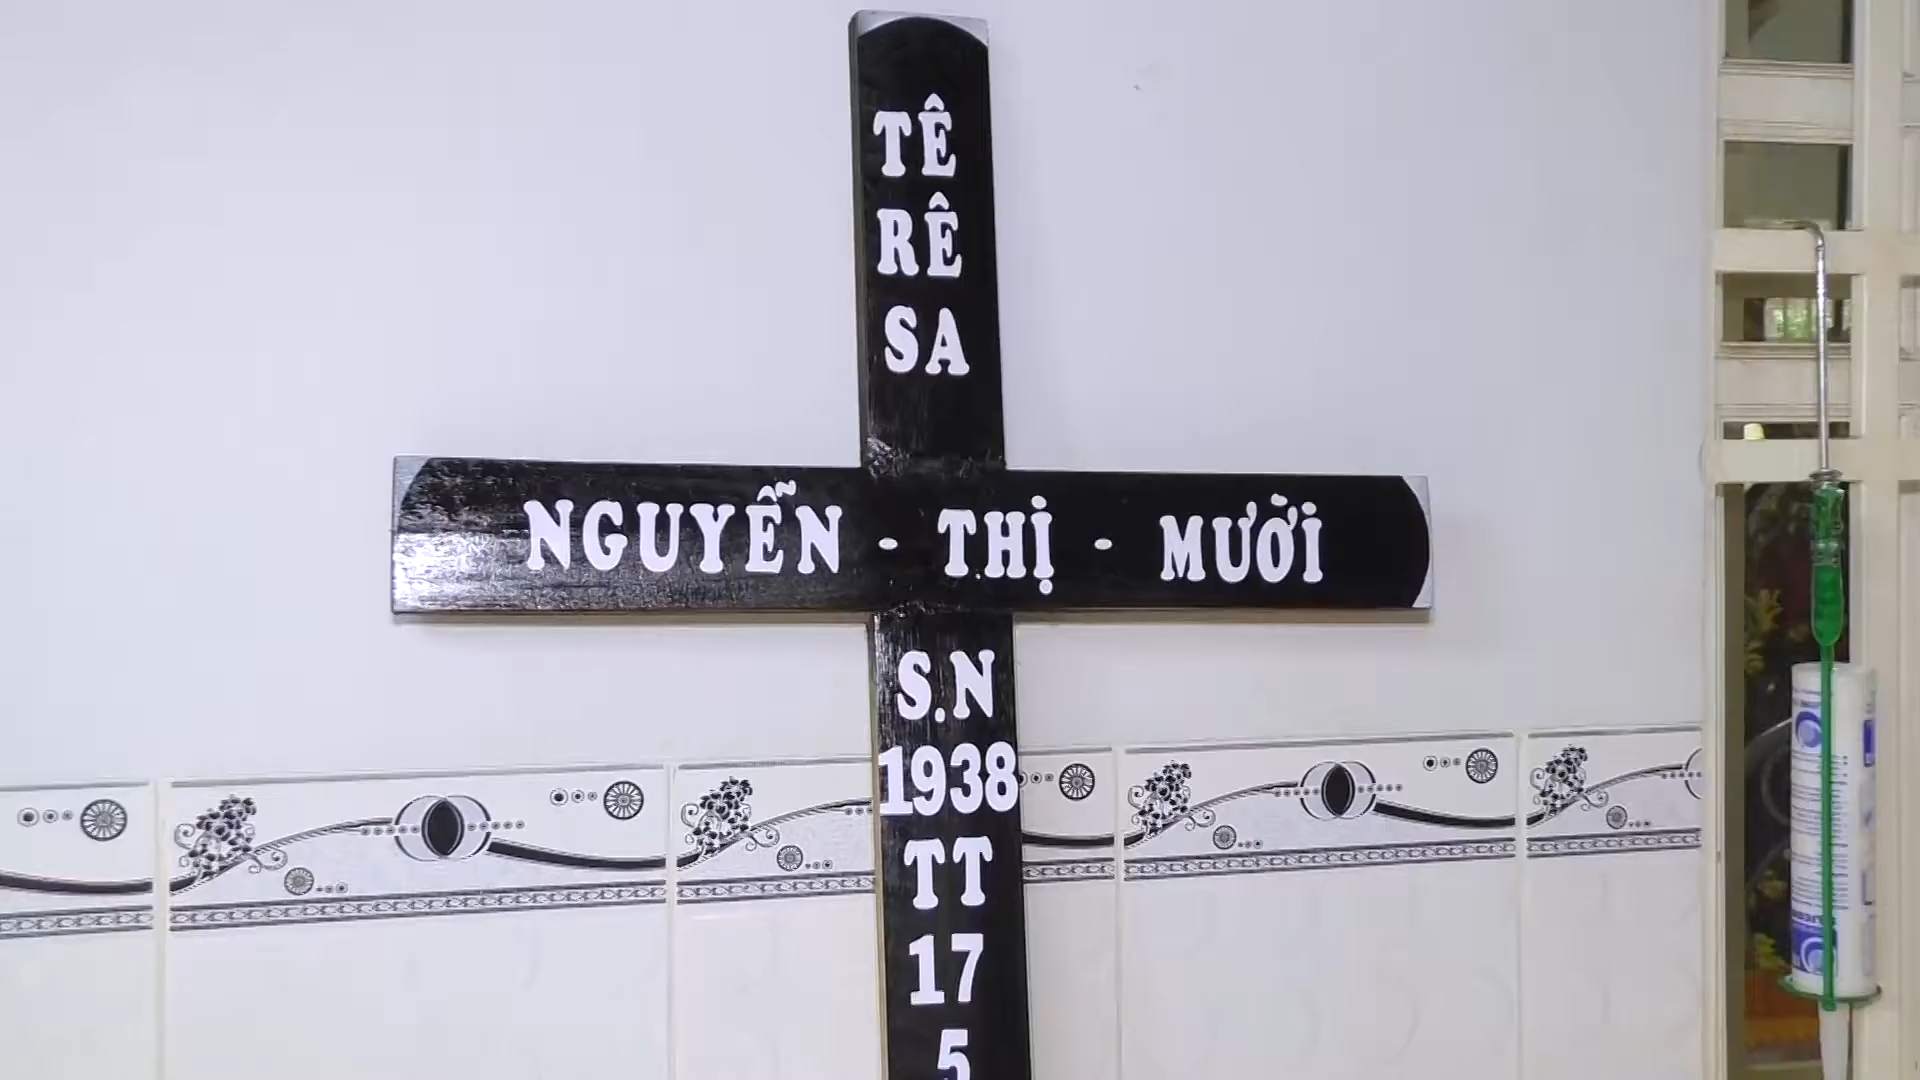 TÊ
RÊ
SA
NGUYỄN · THỊ · MƯỜI
S.N
1938
TT
17
5